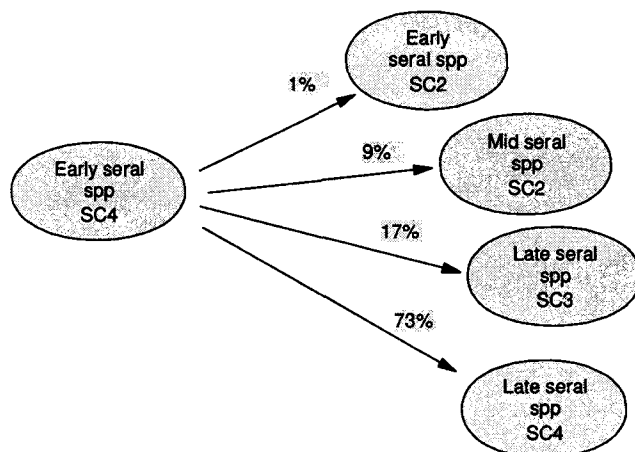 Early
seral spp
SC2
1%
Mid seral
spp
SC2
9%
Early seral
spp
SC4
Late seral
spp
SC3
17%
73%
Late seral
spp
SC4